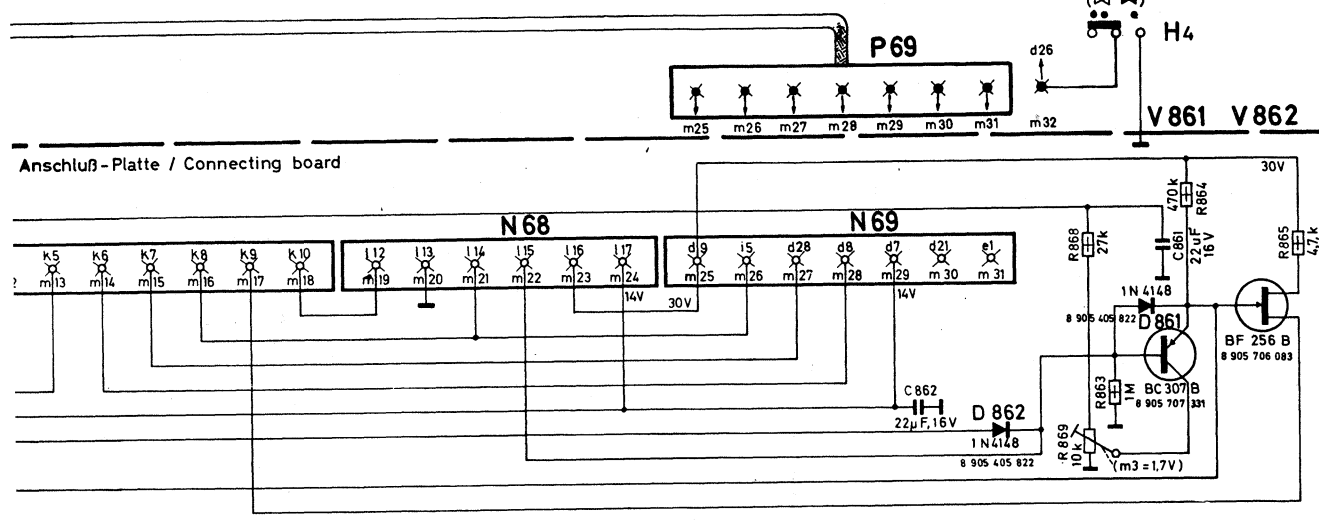 H4
P69
d26
m25 m26 m27 m28 m29 m30 m31 m32
V861 V862
Anschluß-Platte / Connecting board
30V
470k R864
N68 N69
C861 22µF 16V
R868 27k
R865 4,7k
K5 K6 K7 K8 K9 K10 l12 l13 l14 l15 l16 l17 d9 i5 d28 d8 d7 d21 e1
2 m13 m14 m15 m16 m17 m18 m19 m20 m21 m22 m23 m24 m25 m26 m27 m28 m29 m30 m31
14V 30V 14V
1N4148
8 905 405 822 D861
BF 256 B
8 905 706 083
R863 1M
BC 307 B
8 905 707 331
C862
22µF,16V
D 862
1N4148
8 905 405 822
R869 10k
(m3=1,7V)